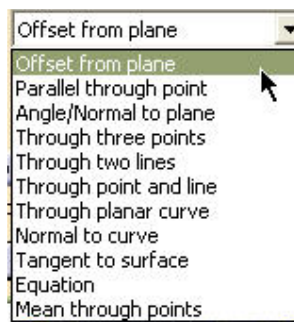 Offset from plane
Offset from plane
Parallel through point
Angle/Normal to plane
Through three points
Through two lines
Through point and line
Through planar curve
Normal to curve
Tangent to surface
Equation
Mean through points